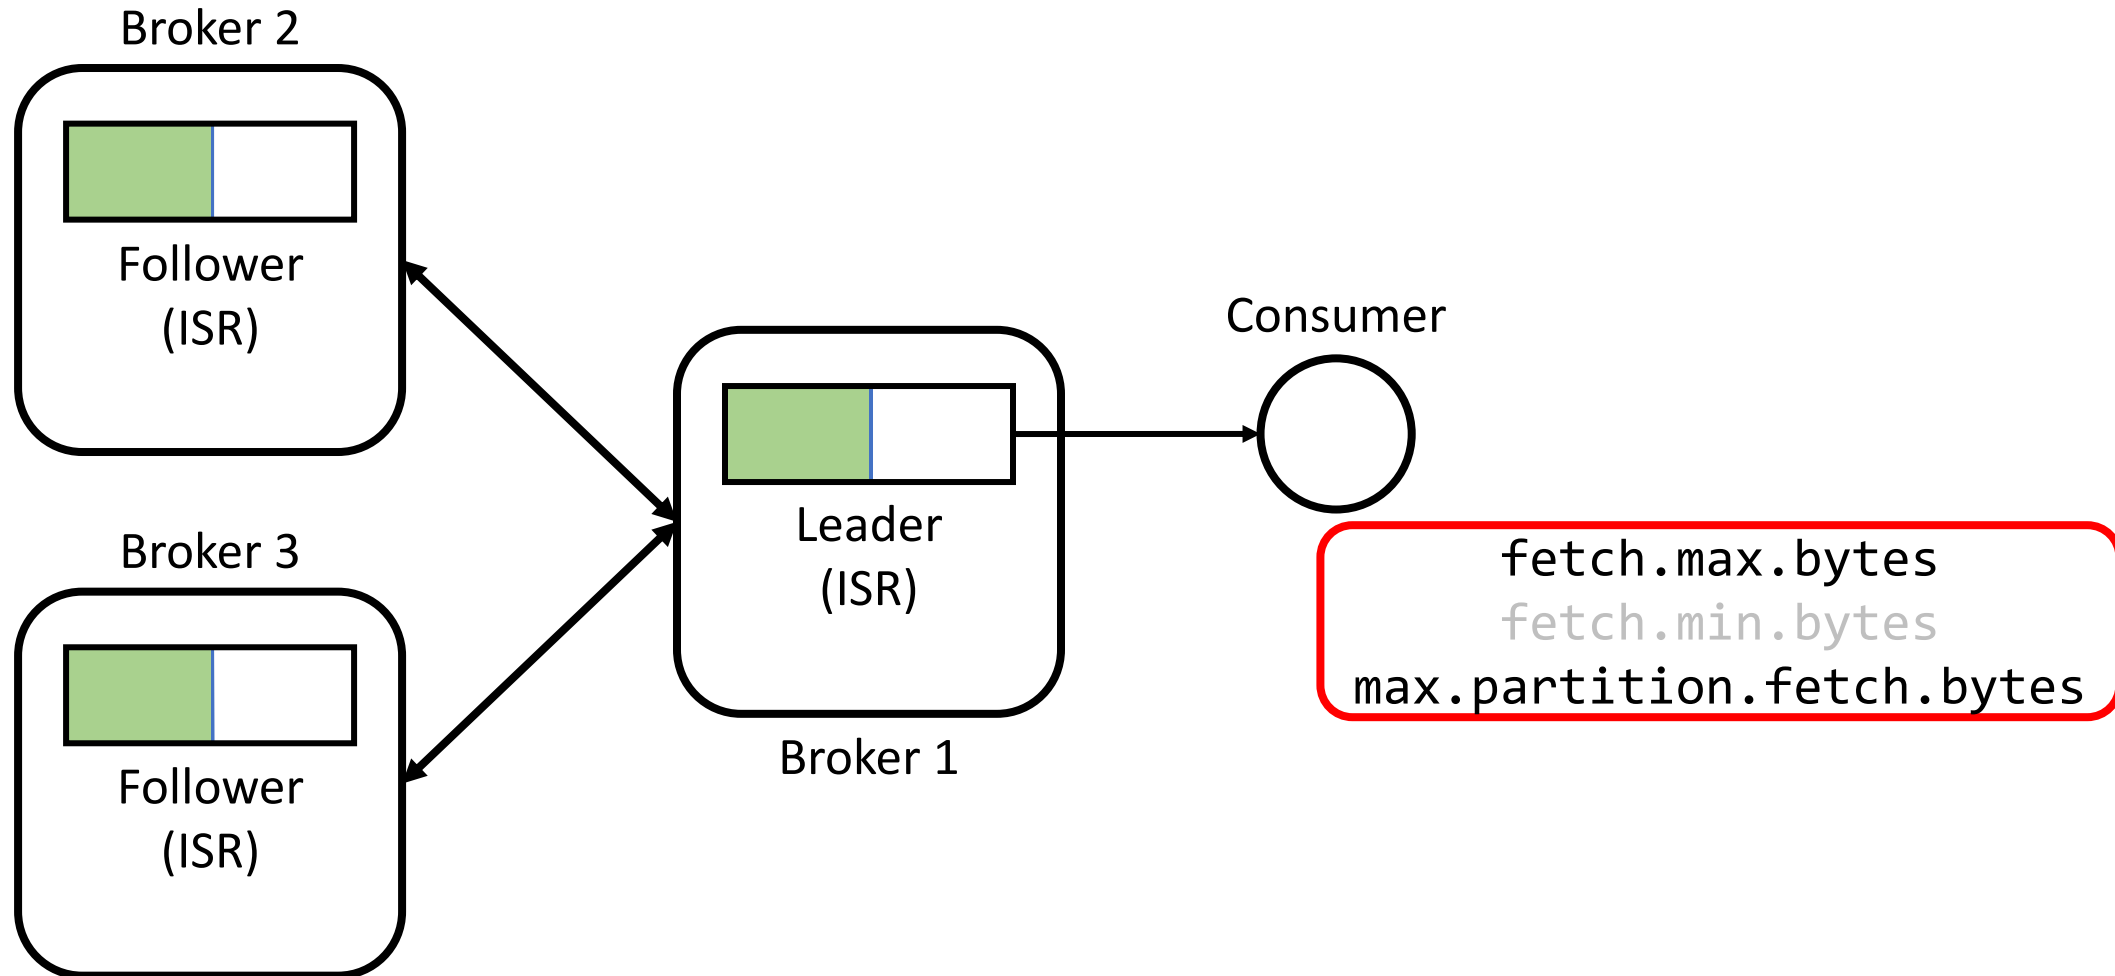 Broker 2
Follower
(ISR)
Broker 3
Follower
(ISR)
Leader
(ISR)
Broker 1
Consumer
fetch.max.bytes
fetch.min.bytes
max.partition.fetch.bytes